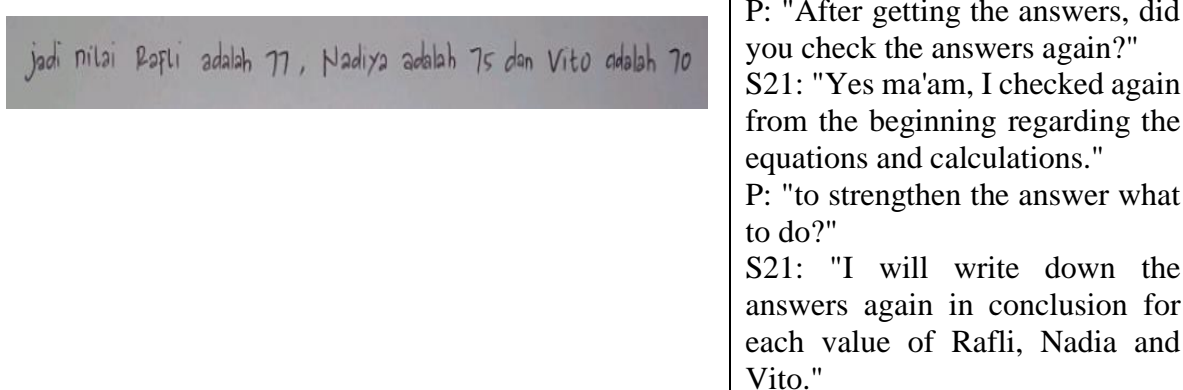 jadi nilai Rafli adalah 77, Nadiya adalah 75 dan Vito adalah 70
P: "After getting the answers, did
you check the answers again?"
S21: "Yes ma'am, I checked again
from the beginning regarding the
equations and calculations."
P: "to strengthen the answer what
to do?"
S21: "I will write down the
answers again in conclusion for
each value of Rafli, Nadia and
Vito."